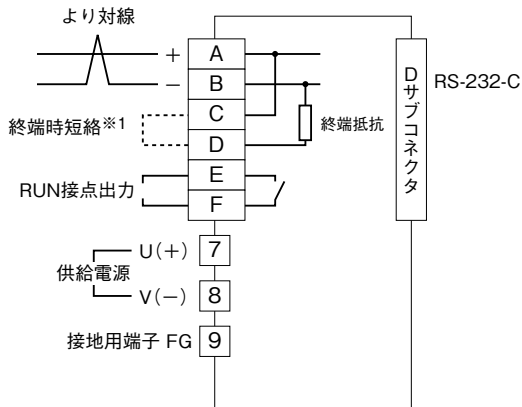 より対線
+ A
− B
C
終端時短絡※1
D
終端抵抗
E
RUN接点出力
F
Dサブコネクタ
RS-232-C
U(+) 7
供給電源
V(−) 8
接地用端子 FG 9